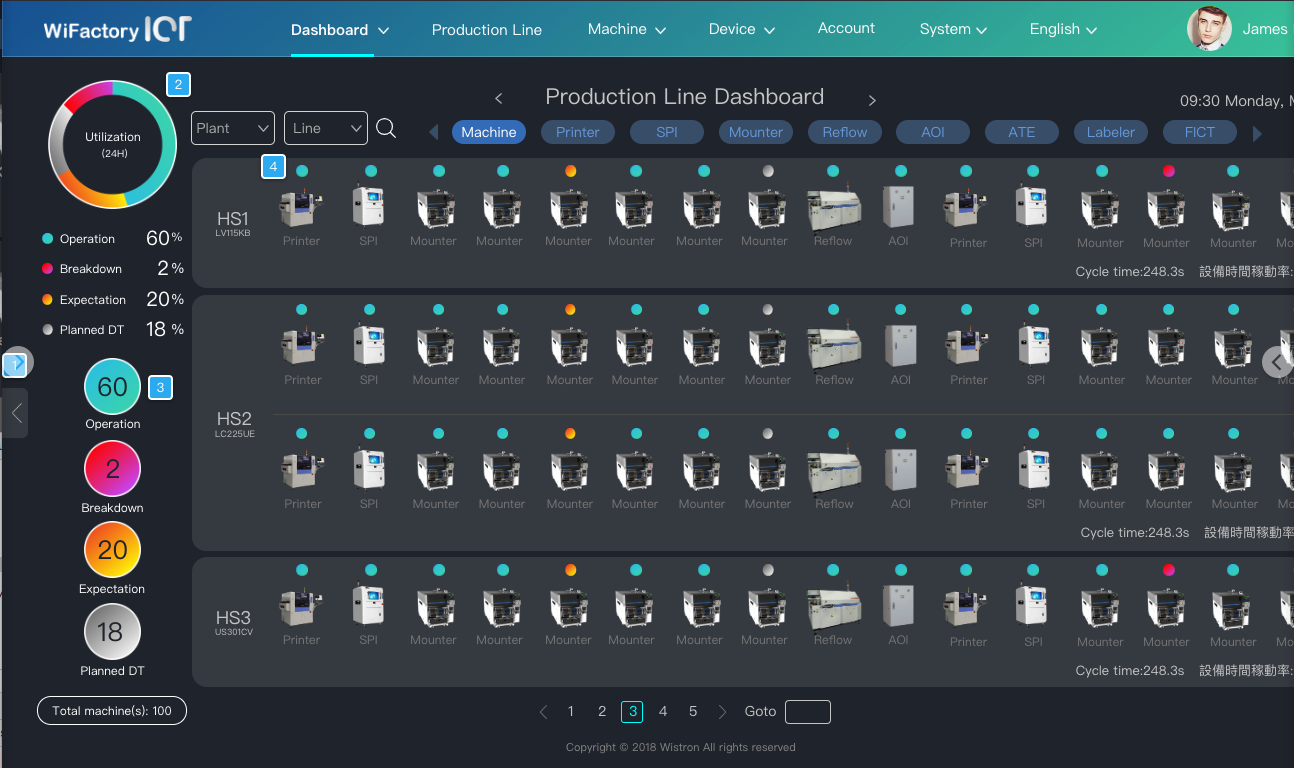 WiFactory IOT
Dashboard Production Line Machine Device Account System English James
2
Utilization
(24H)
Operation 60%
Breakdown 2%
Expectation 20%
Planned DT 18 %
1
60
3
Operation
2
Breakdown
20
Expectation
18
Planned DT
Total machine(s): 100
Production Line Dashboard
09:30 Monday,
Plant Line
Machine Printer SPI Mounter Reflow AOI ATE Labeler FICT
4
HS1
LV115KB
Printer SPI Mounter Mounter Mounter Mounter Mounter Mounter Reflow AOI Printer SPI Mounter Mounter Mounter
Cycle time:248.3s 設備時間稼動率:
Printer SPI Mounter Mounter Mounter Mounter Mounter Mounter Reflow AOI Printer SPI Mounter Mounter Mounter
HS2
LC225UE
Printer SPI Mounter Mounter Mounter Mounter Mounter Mounter Reflow AOI Printer SPI Mounter Mounter Mounter
Cycle time:248.3s 設備時間稼動率
HS3
US301CV
Printer SPI Mounter Mounter Mounter Mounter Mounter Mounter Reflow AOI Printer SPI Mounter Mounter Mounter
Cycle time:248.3s 設備時間稼動率:
1 2 3 4 5 Goto
Copyright © 2018 Wistron All rights reserved